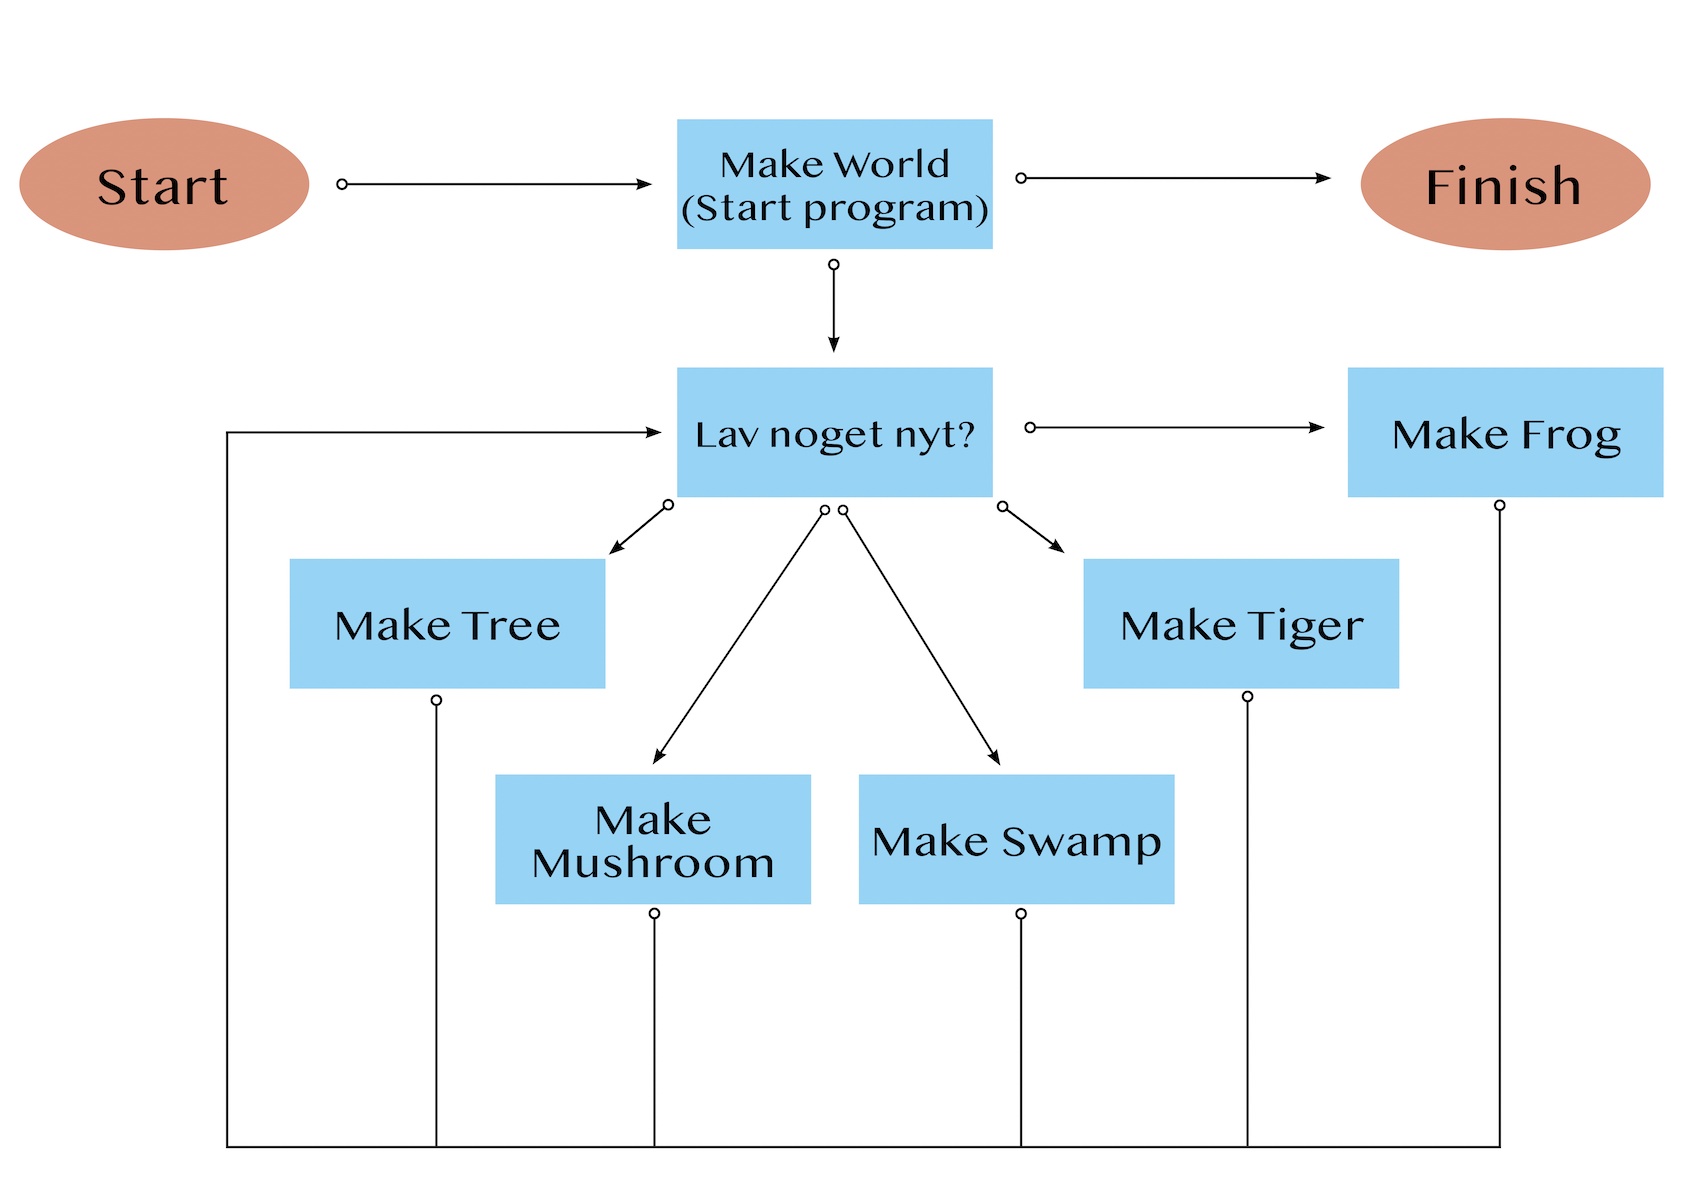 Start
Make World
(Start program)
Finish
Lav noget nyt?
Make Frog
Make Tree
Make Tiger
Make
Mushroom
Make Swamp